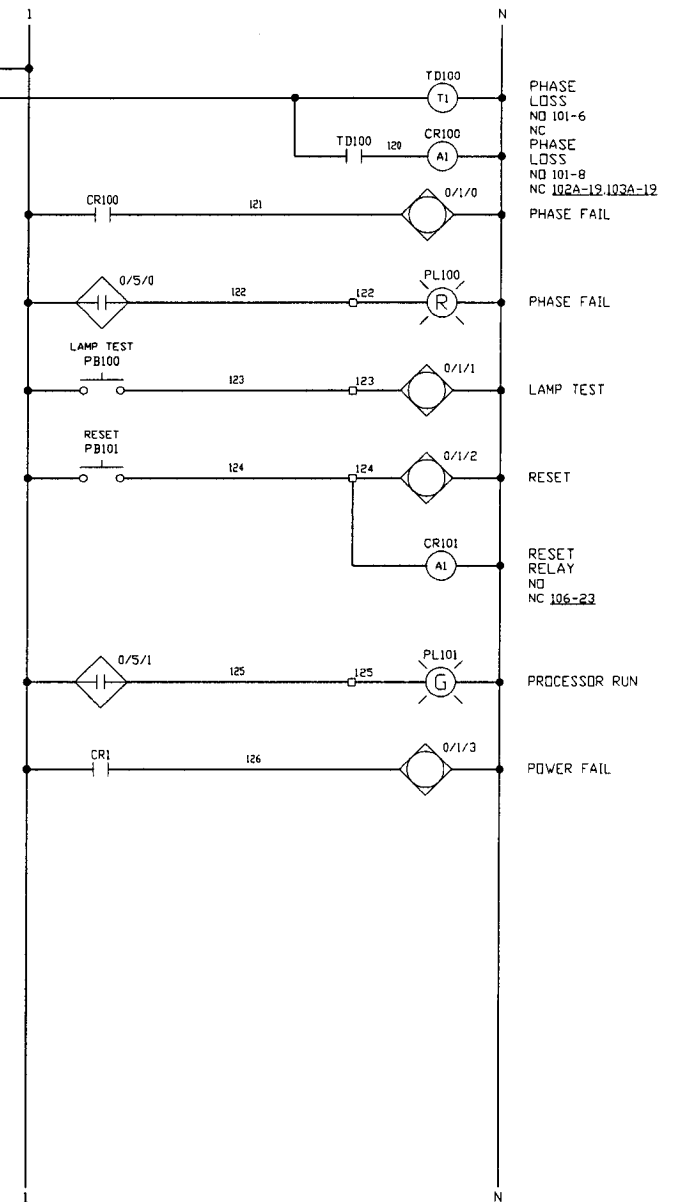 1 N
TD100
T1
PHASE
LOSS
NO 101-6
NC
TD100 120 CR100
A1
PHASE
LOSS
NO 101-8
NC 102A-19,103A-19
CR100 121 0/1/0
PHASE FAIL
0/5/0 122 122 PL100
R
PHASE FAIL
LAMP TEST
PB100
123 123 0/1/1
LAMP TEST
RESET
PB101
124 124 0/1/2
RESET
CR101
A1
RESET
RELAY
NO
NC 106-23
0/5/1 125 125 PL101
G
PROCESSOR RUN
CR1 126 0/1/3
POWER FAIL
1 N